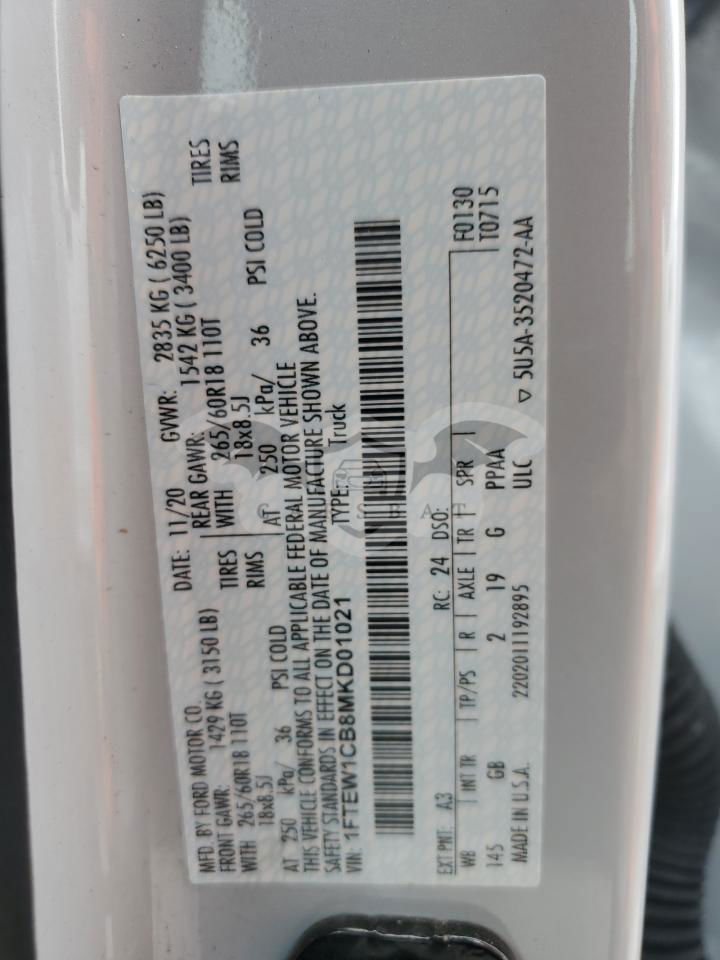 MFD. BY FORD MOTOR CO.
DATE: 11/20 GVWR: 2835 KG ( 6250 LB)
FRONT GAWR: 1429 KG ( 3150 LB) REAR GAWR: 1542 KG ( 3400 LB)
WITH 265/60R18 110T TIRES WITH 265/60R18 110T TIRES
18x8.5J RIMS 18x8.5J RIMS
AT 250 kPa/ 36 PSI COLD AT 250 kPa/ 36 PSI COLD
THIS VEHICLE CONFORMS TO ALL APPLICABLE FEDERAL MOTOR VEHICLE
SAFETY STANDARDS IN EFFECT ON THE DATE OF MANUFACTURE SHOWN ABOVE.
VIN: 1FTEW1CB8MKD01021 TYPE: Truck
EXT PNT: A3 RC: 24 DSO: F0130
WB INT TR TP/PS R AXLE TR SPR T0715
145 GB 2 19 G PPAA
MADE IN U.S.A. 2202011192895 ULC ▽ 5U5A-3520472-AA